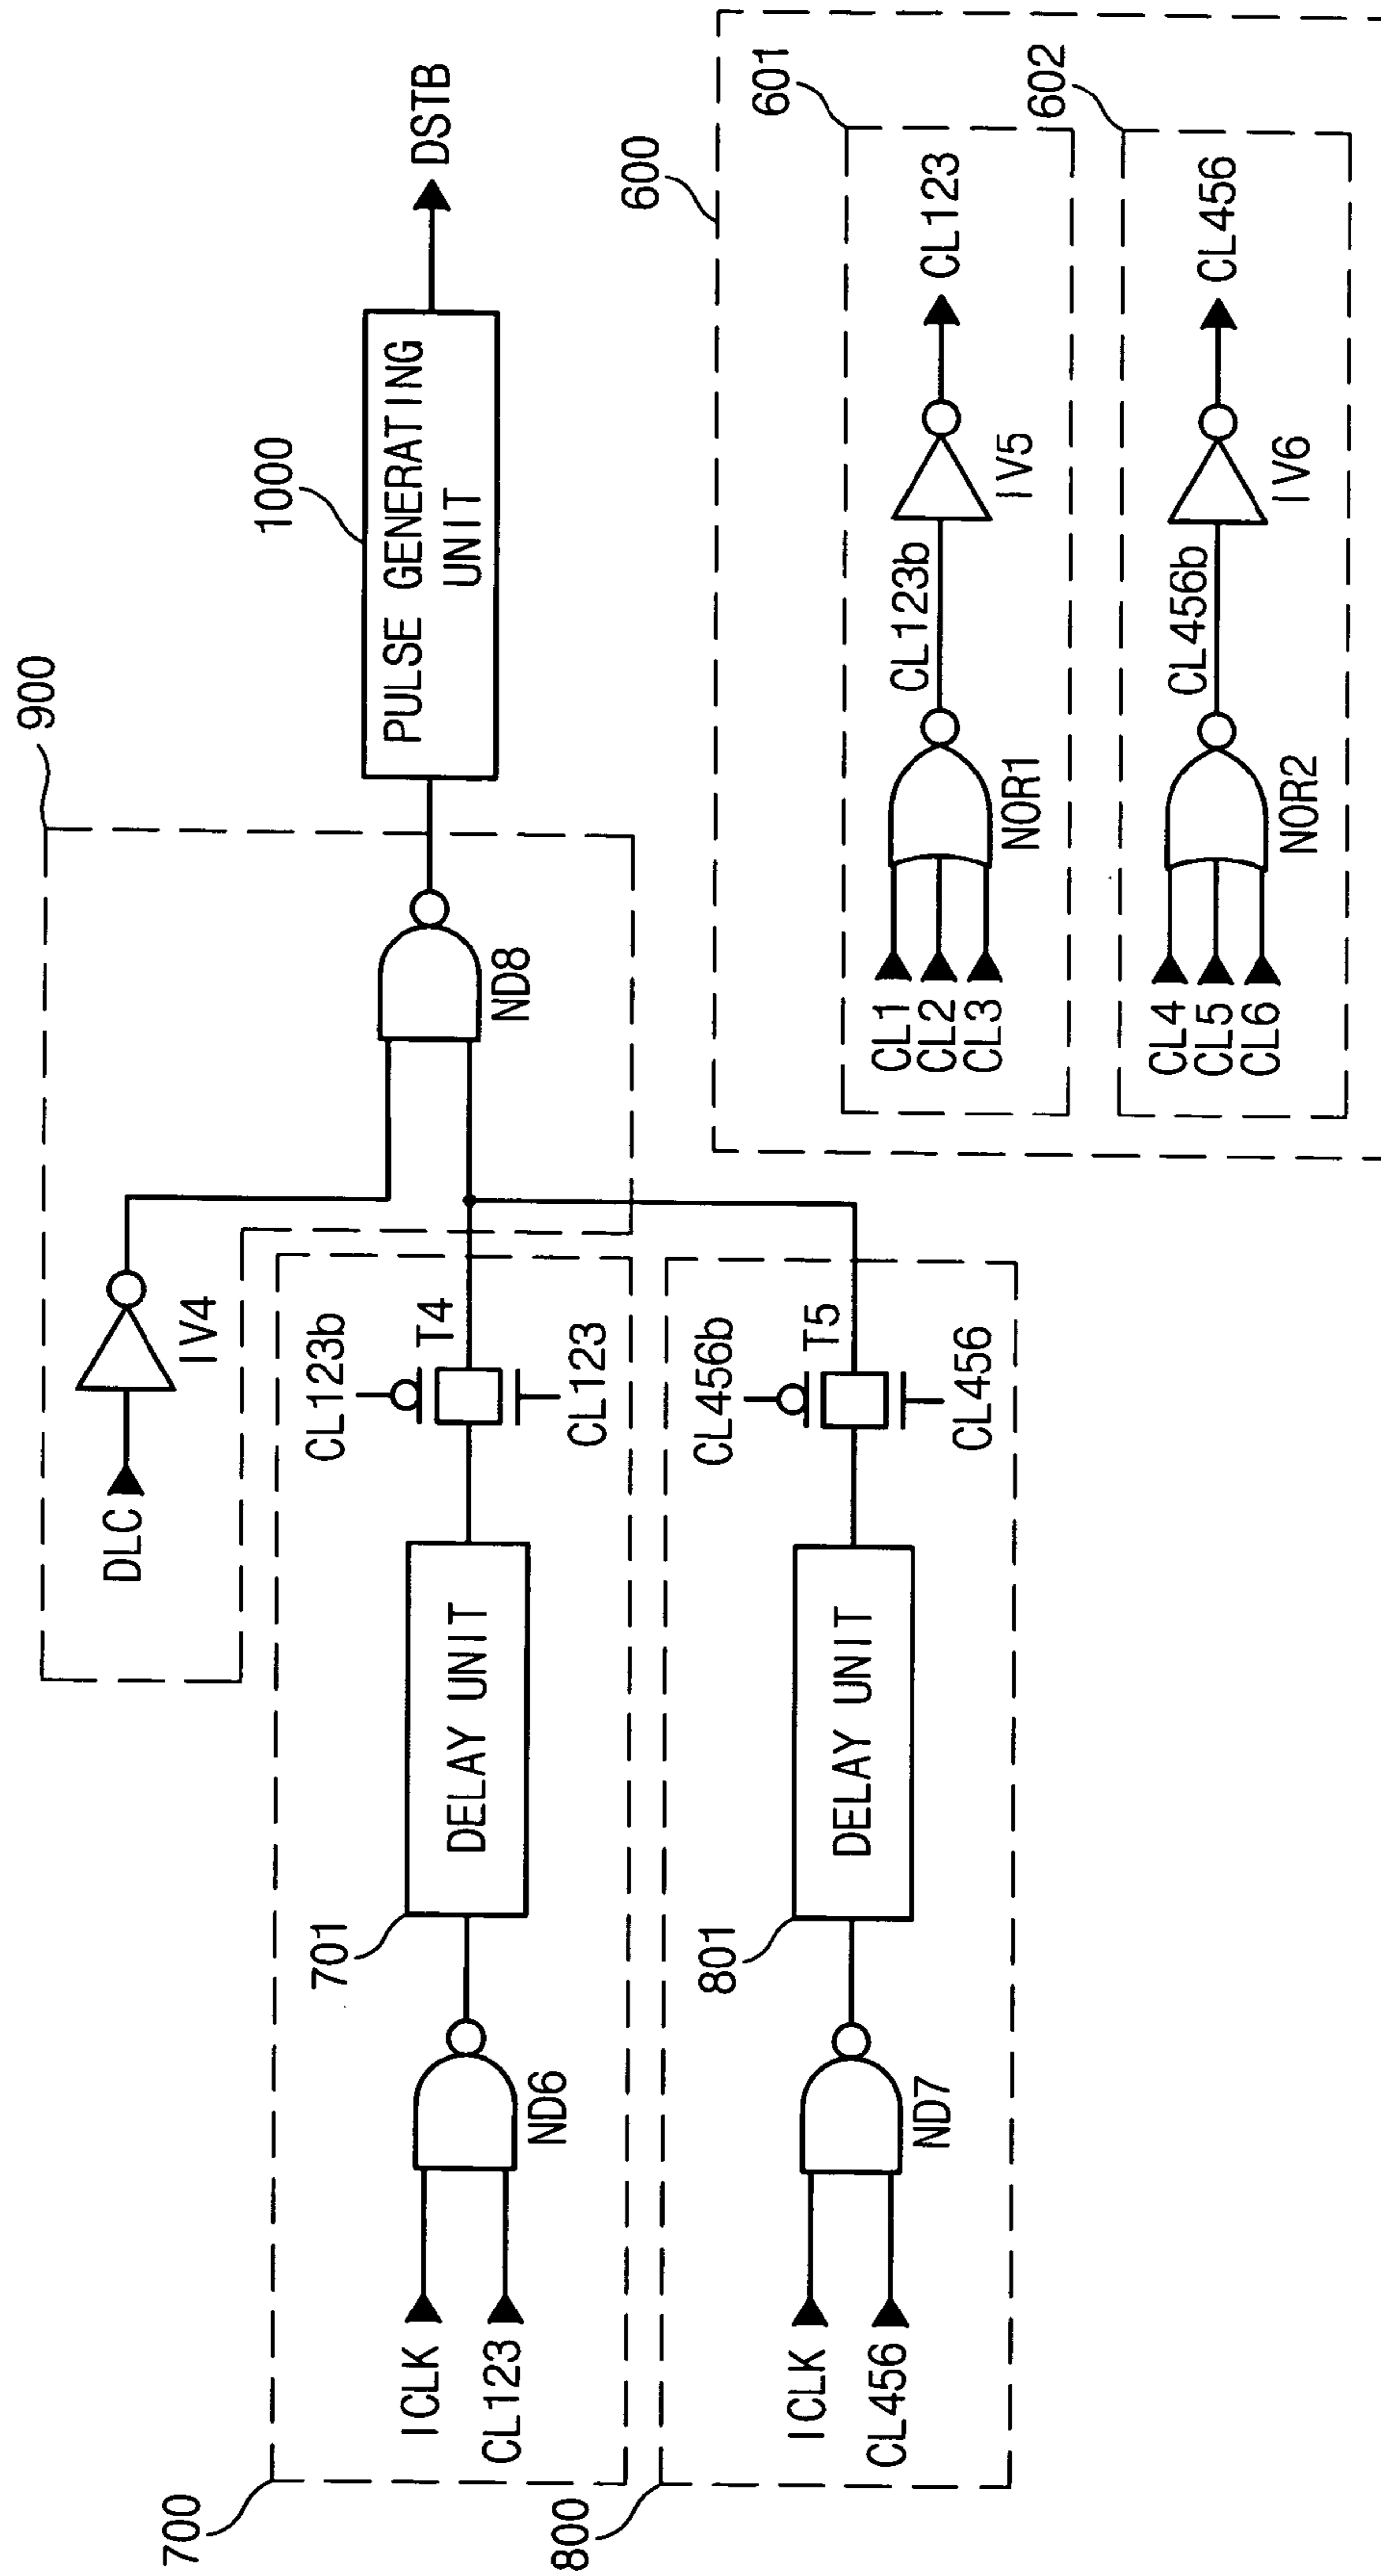 900
DLC
IV4
ND8
1000
PULSE GENERATING
UNIT
DSTB
700
ICLK
CL123
ND6
701
DELAY UNIT
CL123b
T4
CL123
800
ICLK
CL456
ND7
801
DELAY UNIT
CL456b
T5
CL456
600
601
CL1
CL2
CL3
NOR1
CL123b
IV5
CL123
602
CL4
CL5
CL6
NOR2
CL456b
IV6
CL456